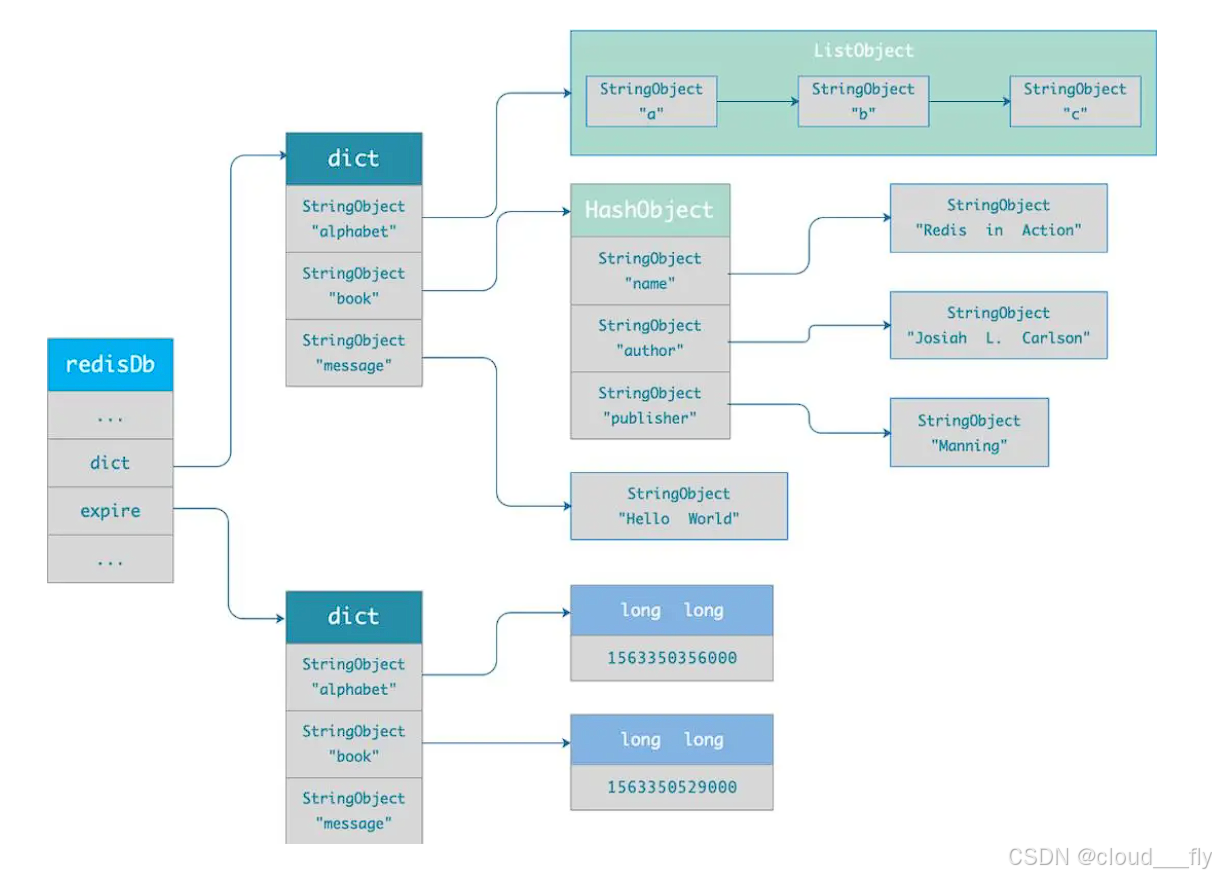 ListObject
StringObject
"a"
StringObject
"b"
StringObject
"c"
dict
StringObject
"alphabet"
StringObject
"book"
StringObject
"message"
HashObject
StringObject
"name"
StringObject
"author"
StringObject
"publisher"
StringObject
"Redis in Action"
StringObject
"Josiah L. Carlson"
StringObject
"Manning"
redisDb
...
dict
expire
...
StringObject
"Hello World"
dict
StringObject
"alphabet"
StringObject
"book"
StringObject
"message"
long long
1563350356000
long long
1563350529000
CSDN @cloud___fly